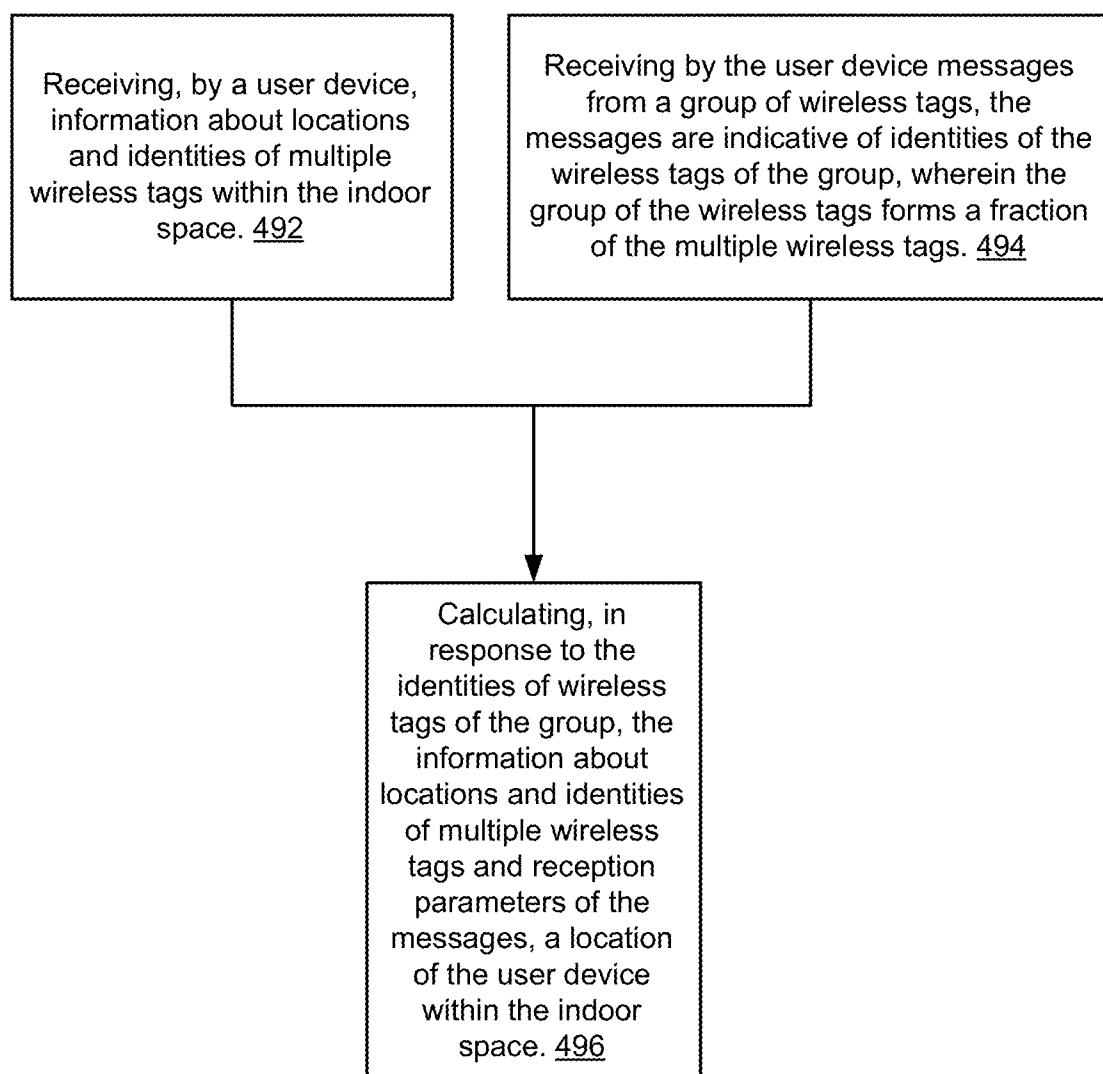 Receiving, by a user device,
information about locations
and identities of multiple
wireless tags within the indoor
space. 492
Receiving by the user device messages
from a group of wireless tags, the
messages are indicative of identities of the
wireless tags of the group, wherein the
group of the wireless tags forms a fraction
of the multiple wireless tags. 494
Calculating, in
response to the
identities of wireless
tags of the group, the
information about
locations and identities
of multiple wireless
tags and reception
parameters of the
messages, a location
of the user device
within the indoor
space. 496